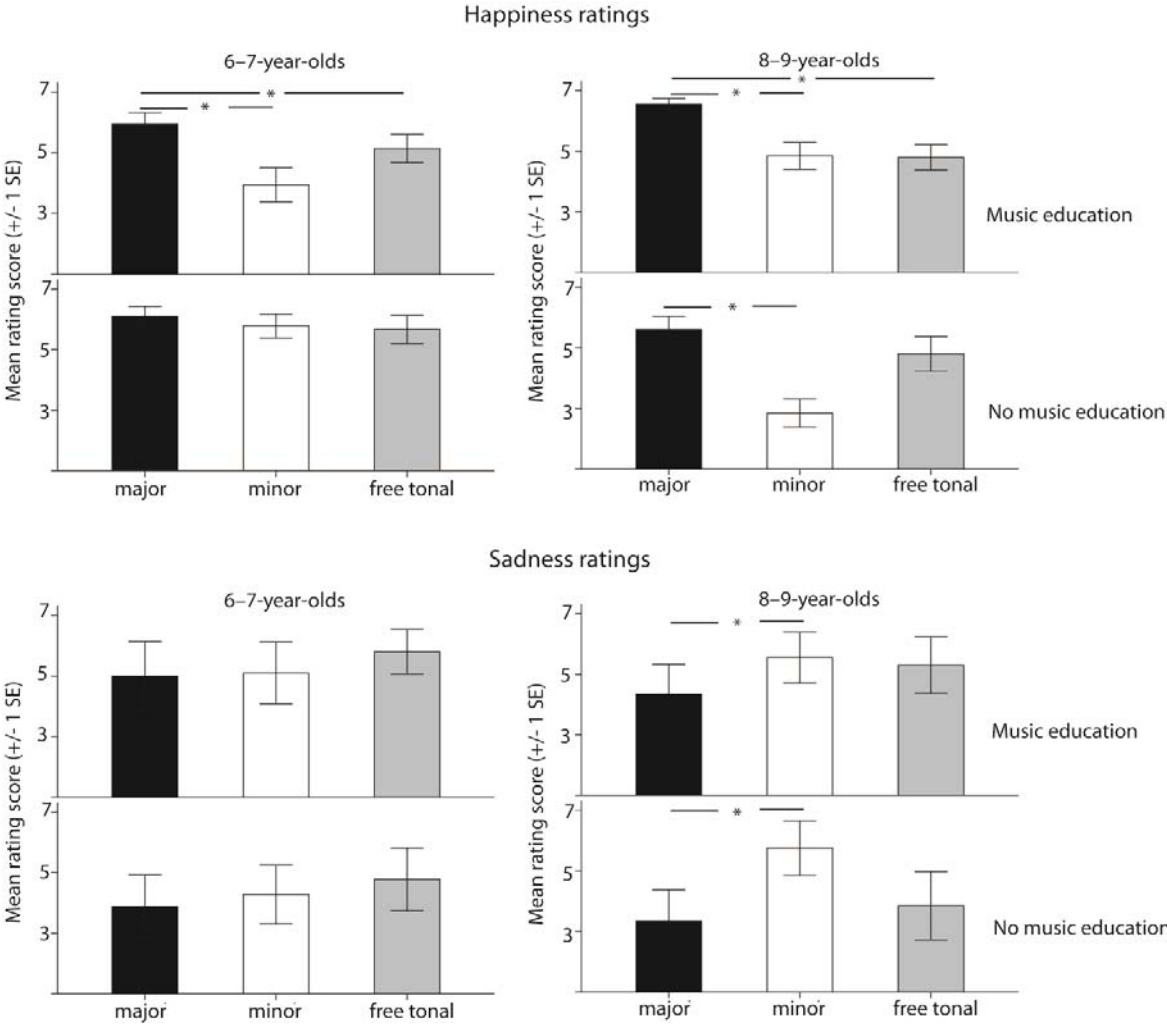 Happiness ratings
6–7-year-olds
8–9-year-olds
Mean rating score (+/- 1 SE)
7
5
3
* *
7
5
3
Mean rating score (+/- 1 SE)
7
5
3
* *
7
5
3
*
Music education
No music education
major minor free tonal
major minor free tonal
Sadness ratings
6–7-year-olds
8–9-year-olds
Mean rating score (+/- 1 SE)
7
5
3
7
5
3
Mean rating score (+/- 1 SE)
7
5
3
*
7
5
3
*
Music education
No music education
major minor free tonal
major minor free tonal